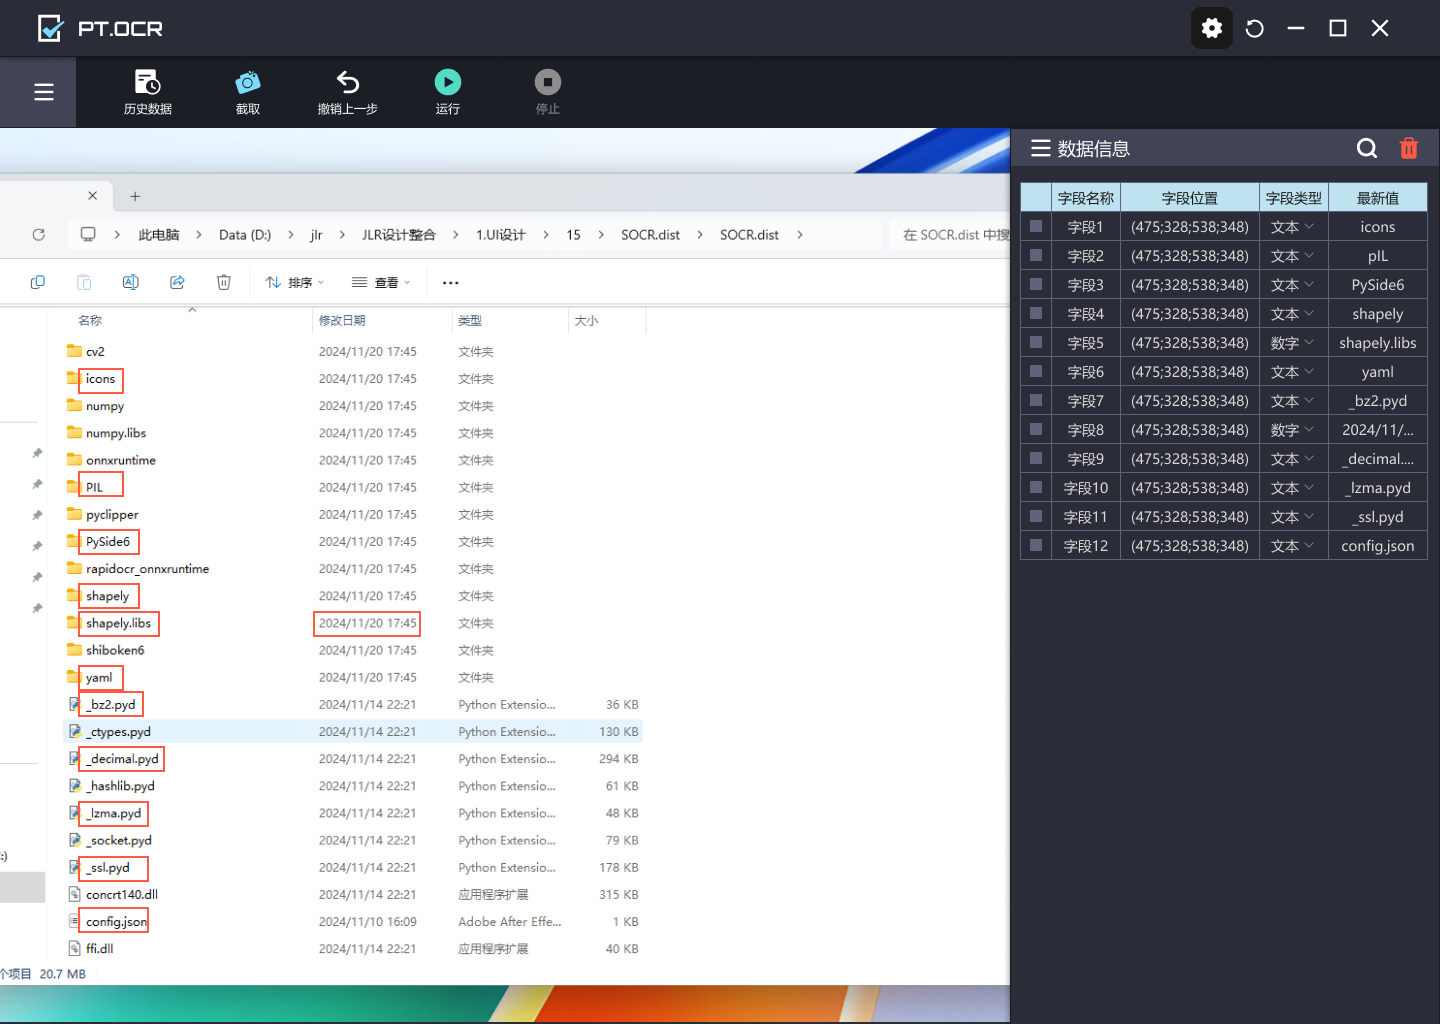 PT.OCR
历史数据 截取 撤销上一步 运行 停止
数据信息
此电脑 Data (D:) jlr JLR设计整合 1.UI设计 15 SOCR.dist SOCR.dist 在 SOCR.dist 中搜
排序 查看
名称 修改日期 类型 大小
cv2 2024/11/20 17:45 文件夹
icons 2024/11/20 17:45 文件夹
numpy 2024/11/20 17:45 文件夹
numpy.libs 2024/11/20 17:45 文件夹
onnxruntime 2024/11/20 17:45 文件夹
PIL 2024/11/20 17:45 文件夹
pyclipper 2024/11/20 17:45 文件夹
PySide6 2024/11/20 17:45 文件夹
rapidocr_onnxruntime 2024/11/20 17:45 文件夹
shapely 2024/11/20 17:45 文件夹
shapely.libs 2024/11/20 17:45 文件夹
shiboken6 2024/11/20 17:45 文件夹
yaml 2024/11/20 17:45 文件夹
_bz2.pyd 2024/11/14 22:21 Python Extensio... 36 KB
_ctypes.pyd 2024/11/14 22:21 Python Extensio... 130 KB
_decimal.pyd 2024/11/14 22:21 Python Extensio... 294 KB
_hashlib.pyd 2024/11/14 22:21 Python Extensio... 61 KB
_lzma.pyd 2024/11/14 22:21 Python Extensio... 48 KB
_socket.pyd 2024/11/14 22:21 Python Extensio... 79 KB
_ssl.pyd 2024/11/14 22:21 Python Extensio... 178 KB
concrt140.dll 2024/11/14 22:21 应用程序扩展 315 KB
config.json 2024/11/10 16:09 Adobe After Effe... 1 KB
ffi.dll 2024/11/14 22:21 应用程序扩展 40 KB
:)
个项目 20.7 MB
字段名称 字段位置 字段类型 最新值
字段1 (475;328;538;348) 文本 icons
字段2 (475;328;538;348) 文本 pIL
字段3 (475;328;538;348) 文本 PySide6
字段4 (475;328;538;348) 文本 shapely
字段5 (475;328;538;348) 数字 shapely.libs
字段6 (475;328;538;348) 文本 yaml
字段7 (475;328;538;348) 文本 _bz2.pyd
字段8 (475;328;538;348) 数字 2024/11/...
字段9 (475;328;538;348) 文本 _decimal....
字段10 (475;328;538;348) 文本 _lzma.pyd
字段11 (475;328;538;348) 文本 _ssl.pyd
字段12 (475;328;538;348) 文本 config.json